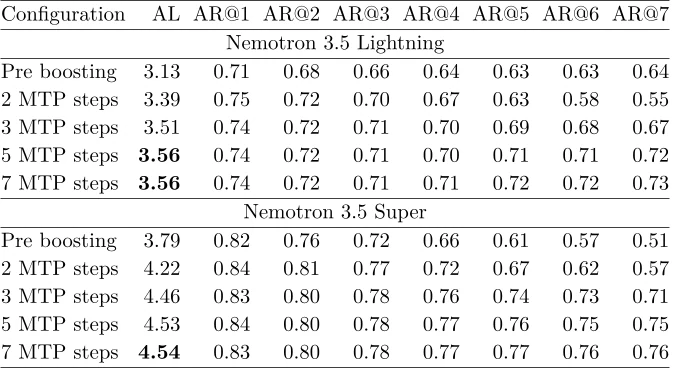 Configuration AL AR@1 AR@2 AR@3 AR@4 AR@5 AR@6 AR@7
Nemotron 3.5 Lightning
Pre boosting 3.13 0.71 0.68 0.66 0.64 0.63 0.63 0.64
2 MTP steps 3.39 0.75 0.72 0.70 0.67 0.63 0.58 0.55
3 MTP steps 3.51 0.74 0.72 0.71 0.70 0.69 0.68 0.67
5 MTP steps 3.56 0.74 0.72 0.71 0.70 0.71 0.71 0.72
7 MTP steps 3.56 0.74 0.72 0.71 0.71 0.72 0.72 0.73
Nemotron 3.5 Super
Pre boosting 3.79 0.82 0.76 0.72 0.66 0.61 0.57 0.51
2 MTP steps 4.22 0.84 0.81 0.77 0.72 0.67 0.62 0.57
3 MTP steps 4.46 0.83 0.80 0.78 0.76 0.74 0.73 0.71
5 MTP steps 4.53 0.84 0.80 0.78 0.77 0.76 0.75 0.75
7 MTP steps 4.54 0.83 0.80 0.78 0.77 0.77 0.76 0.76